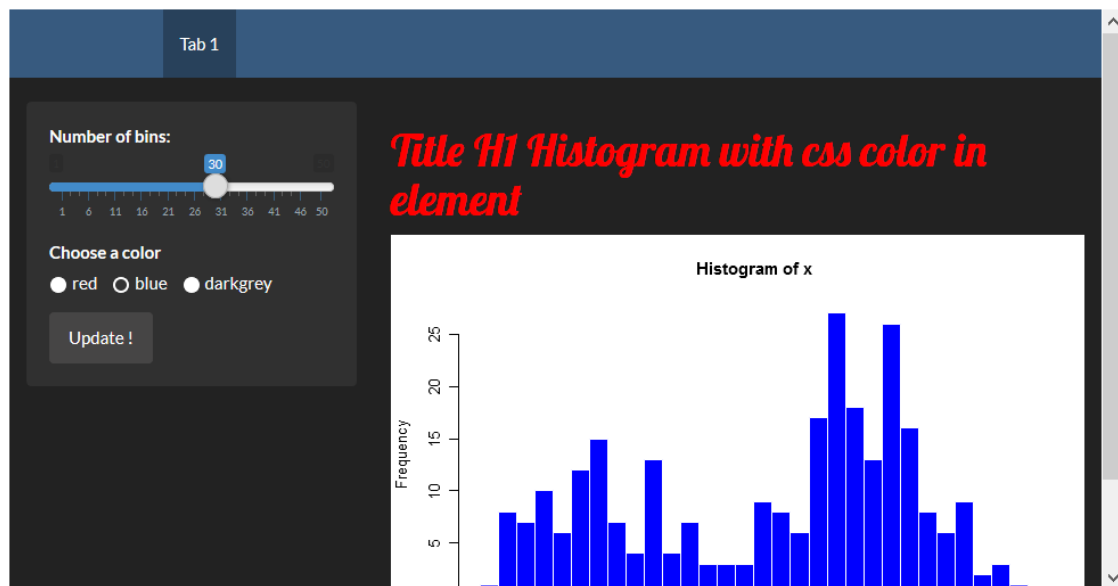 Tab 1
Number of bins:
30
1 6 11 16 21 26 31 36 41 46 50
Choose a color
red blue darkgrey
Update !
Title H1 Histogram with css color in
element
Histogram of x
25
20
15
10
5
Frequency